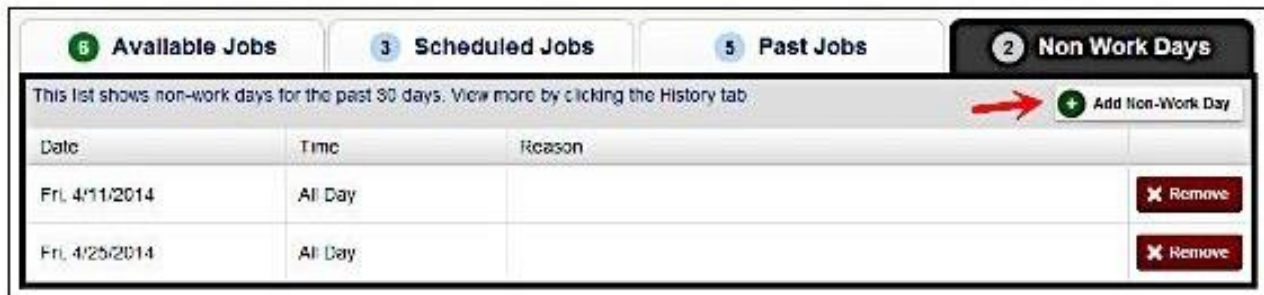 6 Available Jobs 3 Scheduled Jobs 5 Past Jobs 2 Non Work Days
This list shows non-work days for the past 30 days. View more by clicking the History tab
Add Non-Work Day
Date Time Reason
Fri, 4/11/2014 All Day Remove
Fri, 4/25/2014 All Day Remove